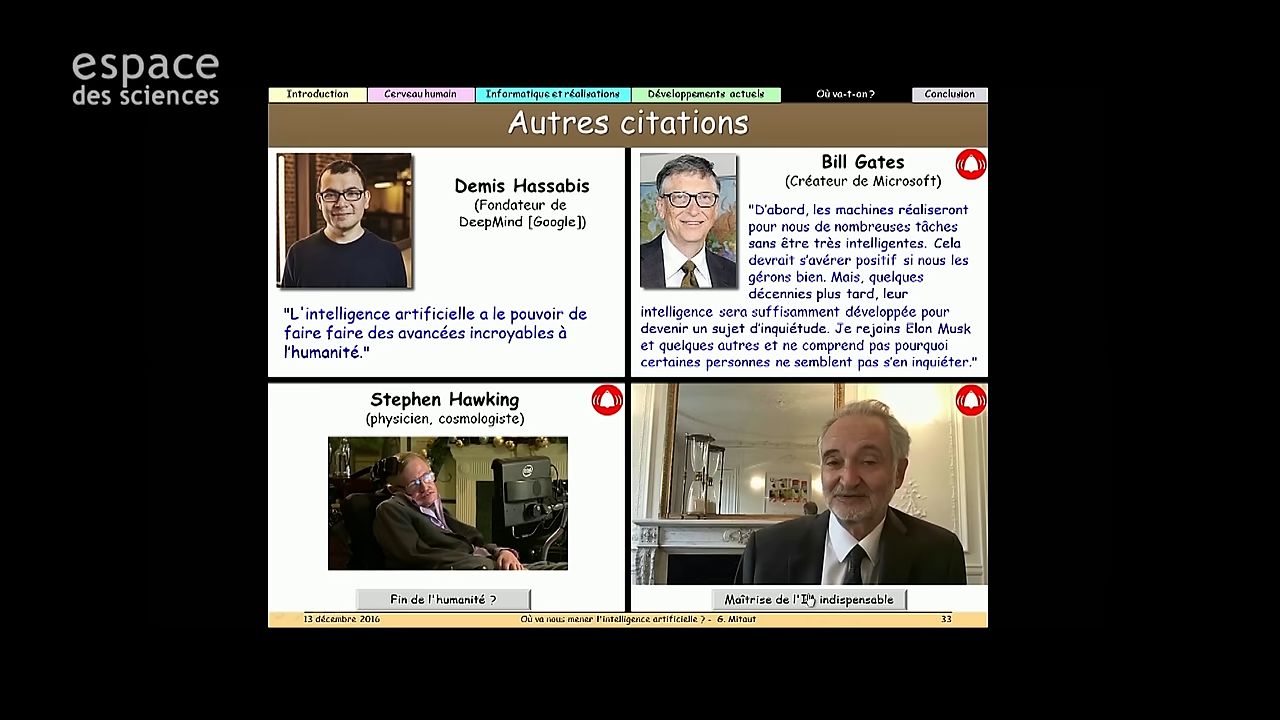 espace
des sciences
Introduction
Cerveau humain
Informatique et réalisations
Développements actuels
Où va-t-on ?
Conclusion
Autres citations
Demis Hassabis
(Fondateur de
DeepMind [Google])
"L'intelligence artificielle a le pouvoir de
faire faire des avancées incroyables à
l'humanité."
Bill Gates
(Créateur de Microsoft)
"D'abord, les machines réaliseront
pour nous de nombreuses tâches
sans être très intelligentes. Cela
devrait s'avérer positif si nous les
gérons bien. Mais, quelques
décennies plus tard, leur
intelligence sera suffisamment développée pour
devenir un sujet d'inquiétude. Je rejoins Elon Musk
et quelques autres et ne comprend pas pourquoi
certaines personnes ne semblent pas s'en inquiéter."
Stephen Hawking
(physicien, cosmologiste)
Fin de l'humanité ?
Maîtrise de l'IA indispensable
13 décembre 2016
Où va nous mener l'intelligence artificielle ? - G. Mitaut
33